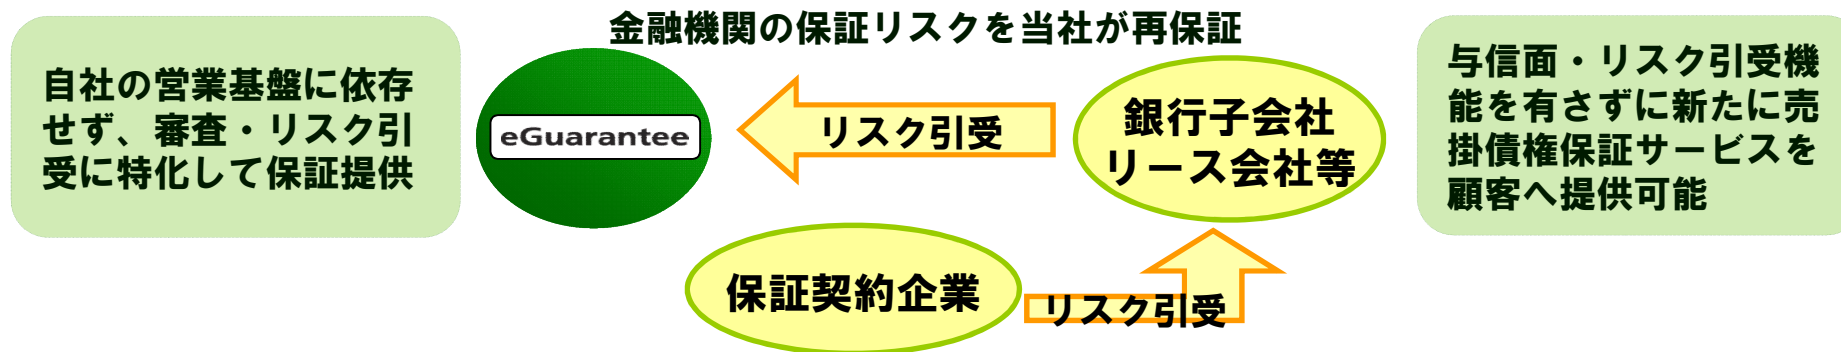 金融機関の保証リスクを当社が再保証
自社の営業基盤に依存
せず、審査・リスク引
受に特化して保証提供
eGuarantee
リスク引受
銀行子会社
リース会社等
与信面・リスク引受機
能を有さずに新たに売
掛債権保証サービスを
顧客へ提供可能
保証契約企業
リスク引受